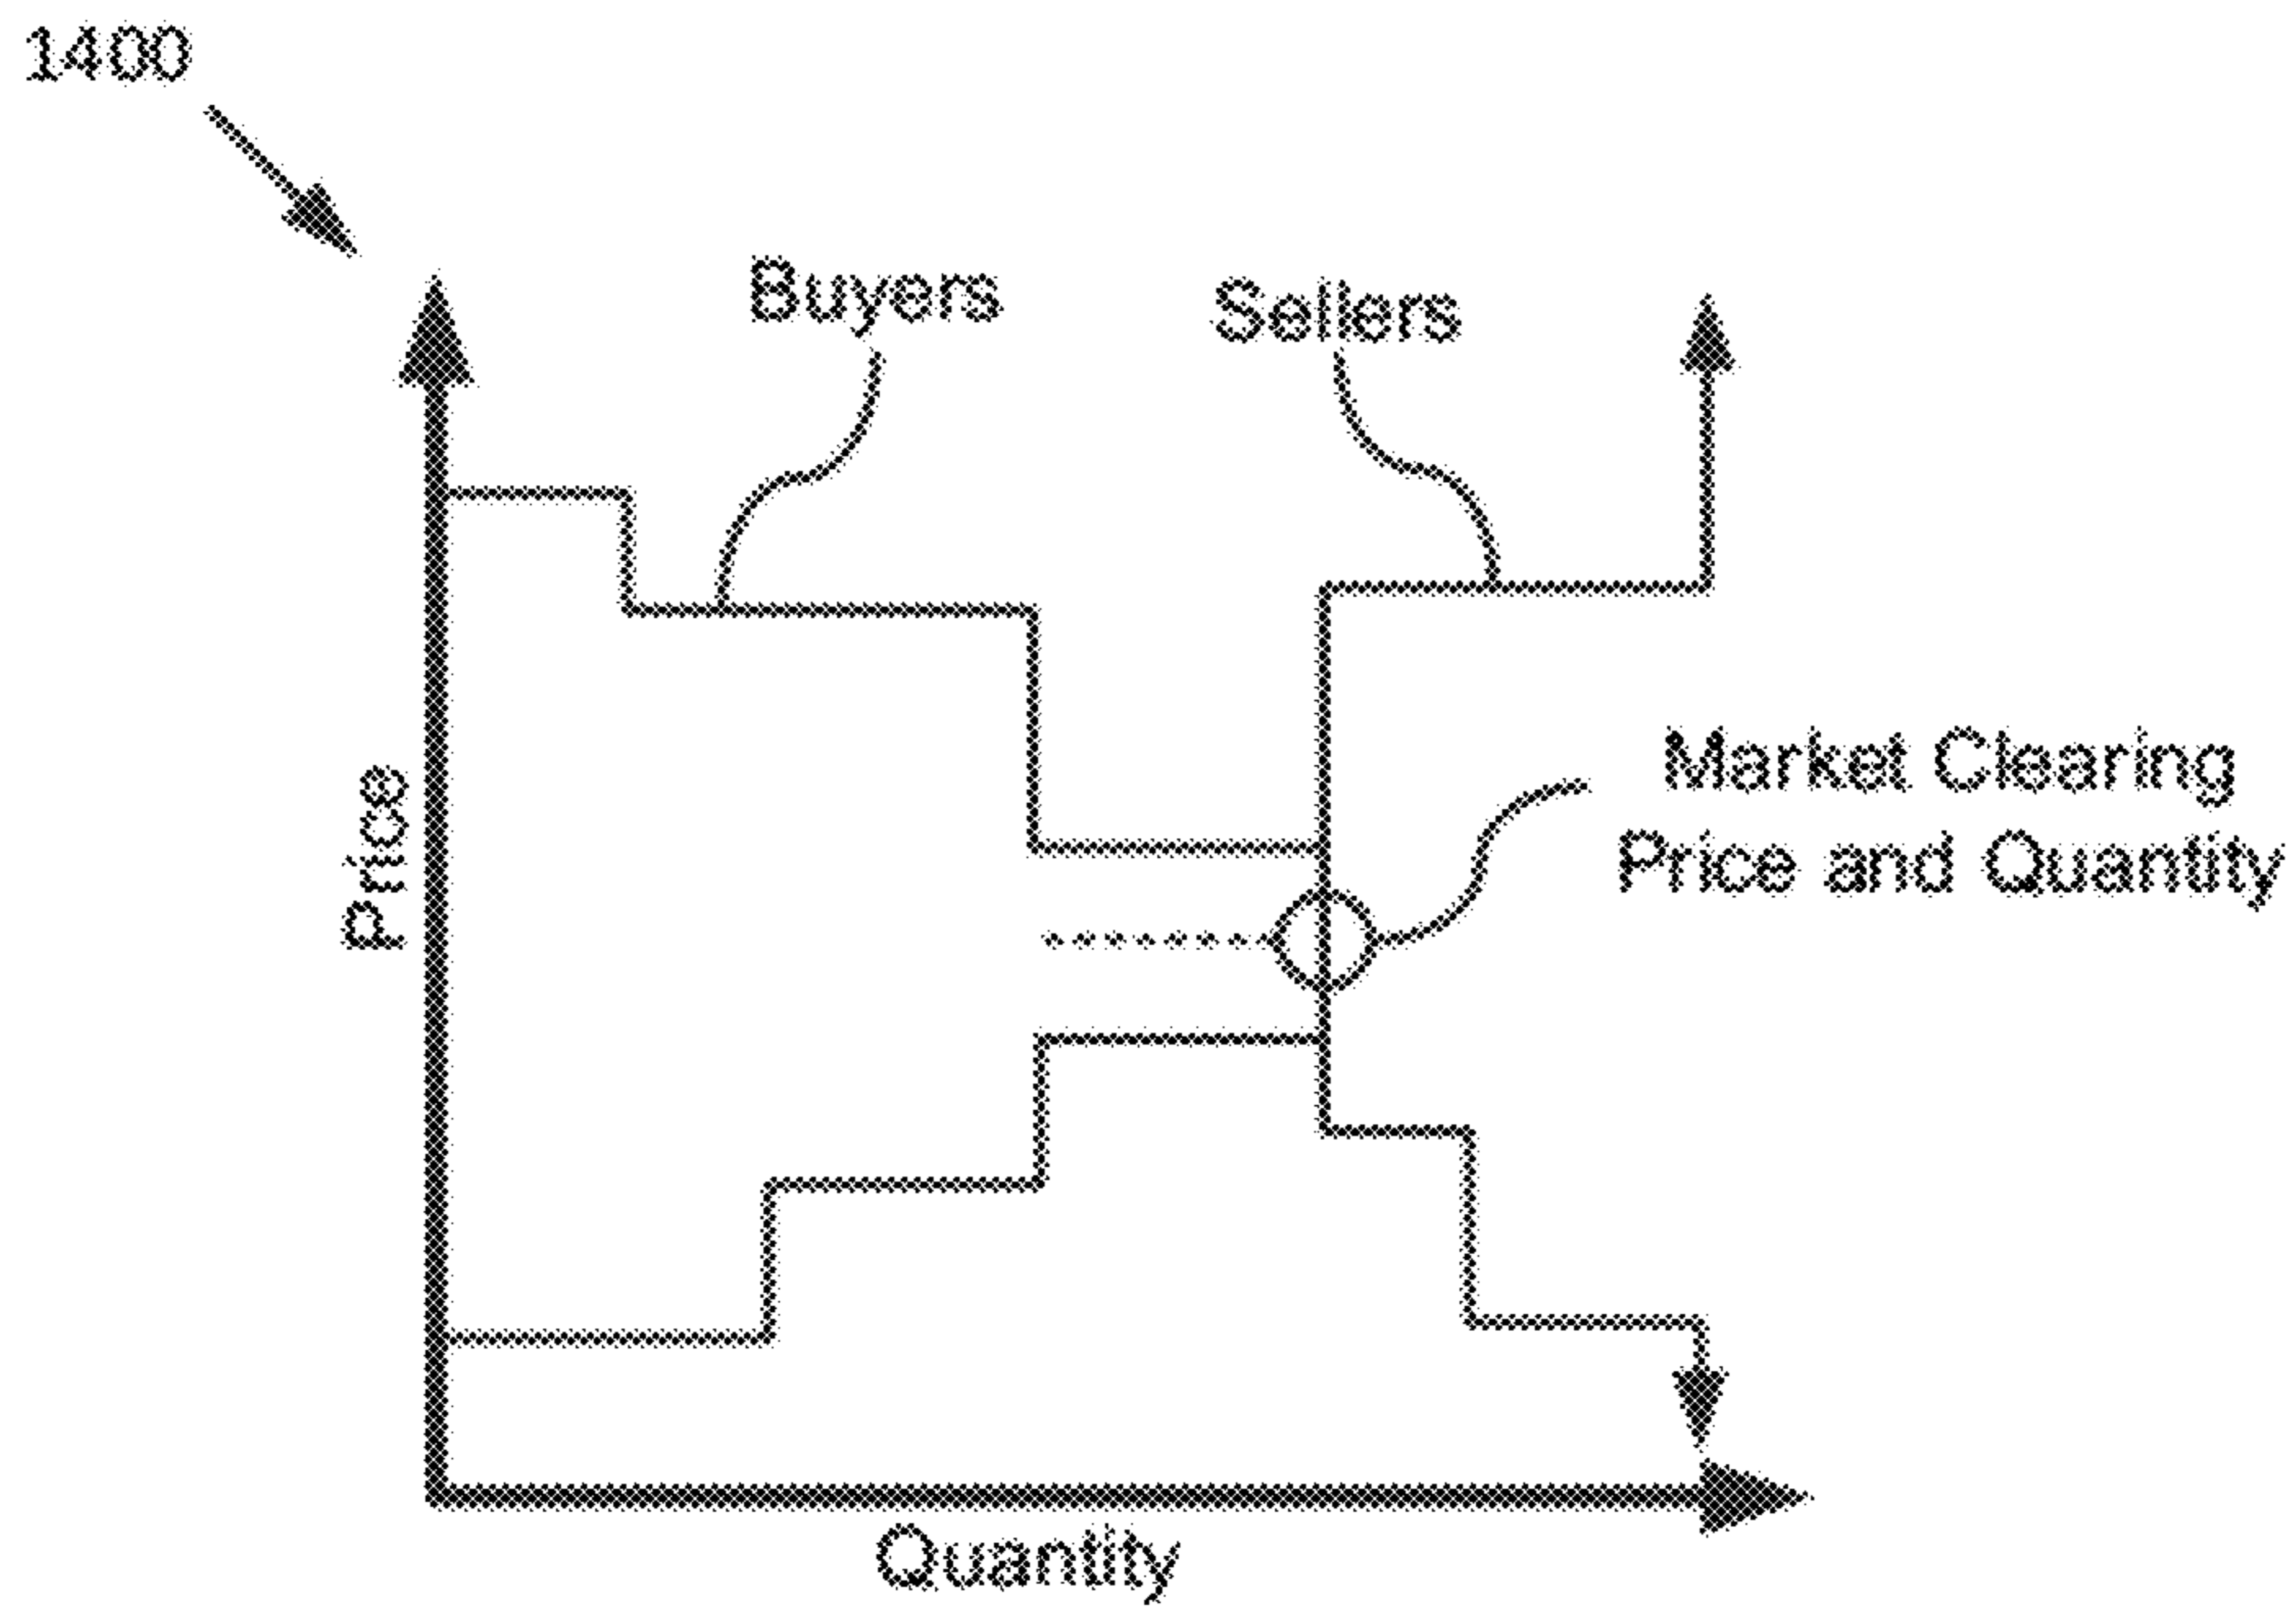 1400
Buyers
Sellers
Market Clearing
Price and Quantity
Price
Quantity